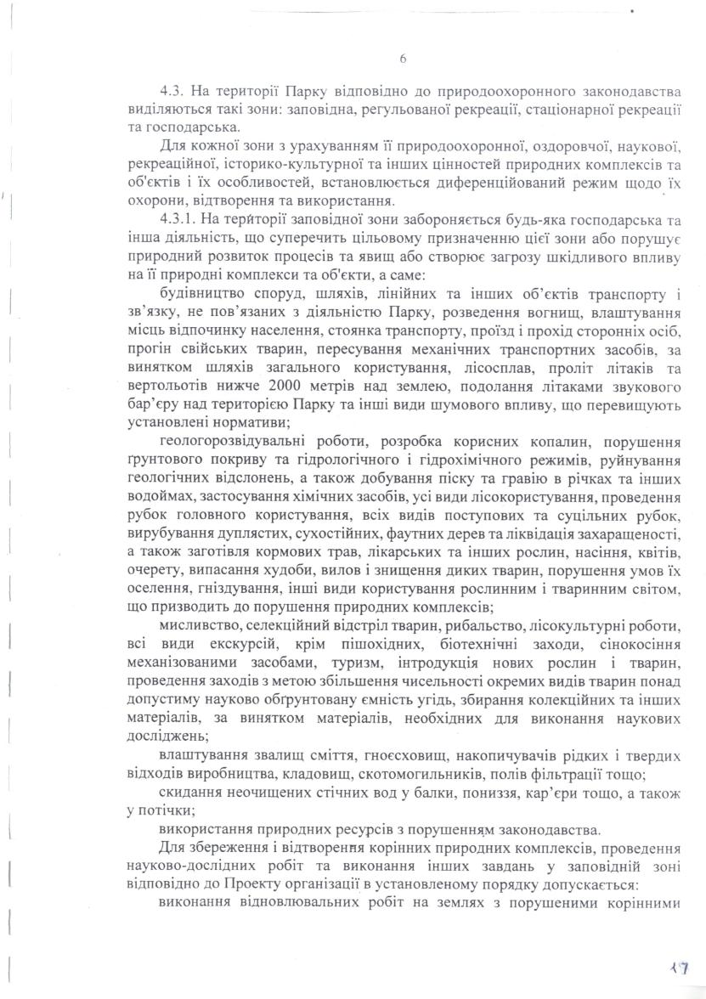 6
4.3. На території Парку відповідно до природоохоронного законодавства
виділяються такі зони: заповідна, регульованої рекреації, стаціонарної рекреації
та господарська.
Для кожної зони з урахуванням її природоохоронної, оздоровчої, наукової,
рекреаційної, історико-культурної та інших цінностей природних комплексів та
об'єктів і їх особливостей, встановлюється диференційований режим щодо їх
охорони, відтворення та використання.
4.3.1. На території заповідної зони забороняється будь-яка господарська та
інша діяльність, що суперечить цільовому призначенню цієї зони або порушує
природний розвиток процесів та явищ або створює загрозу шкідливого впливу
на її природні комплекси та об'єкти, а саме:
будівництво споруд, шляхів, лінійних та інших об’єктів транспорту і
зв’язку, не пов’язаних з діяльністю Парку, розведення вогнищ, влаштування
місць відпочинку населення, стоянка транспорту, проїзд і прохід сторонніх осіб,
прогін свійських тварин, пересування механічних транспортних засобів, за
винятком шляхів загального користування, лісосплав, проліт літаків та
вертольотів нижче 2000 метрів над землею, подолання літаками звукового
бар’єру над територією Парку та інші види шумового впливу, що перевищують
установлені нормативи;
геологорозвідувальні роботи, розробка корисних копалин, порушення
ґрунтового покриву та гідрологічного і гідрохімічного режимів, руйнування
геологічних відслонень, а також добування піску та гравію в річках та інших
водоймах, застосування хімічних засобів, усі види лісокористування, проведення
рубок головного користування, всіх видів поступових та суцільних рубок,
вирубування дуплястих, сухостійних, фаутних дерев та ліквідація захаращеності,
а також заготівля кормових трав, лікарських та інших рослин, насіння, квітів,
очерету, випасання худоби, вилов і знищення диких тварин, порушення умов їх
оселення, гніздування, інші види користування рослинним і тваринним світом,
що призводить до порушення природних комплексів;
мисливство, селекційний відстріл тварин, рибальство, лісокультурні роботи,
всі види екскурсій, крім пішохідних, біотехнічні заходи, сінокосіння
механізованими засобами, туризм, інтродукція нових рослин і тварин,
проведення заходів з метою збільшення чисельності окремих видів тварин понад
допустиму науково обґрунтовану ємність угідь, збирання колекційних та інших
матеріалів, за винятком матеріалів, необхідних для виконання наукових
досліджень;
влаштування звалищ сміття, гноєсховищ, накопичувачів рідких і твердих
відходів виробництва, кладовищ, скотомогильників, полів фільтрації тощо;
скидання неочищених стічних вод у балки, пониззя, кар’єри тощо, а також
у потічки;
використання природних ресурсів з порушенням законодавства.
Для збереження і відтворення корінних природних комплексів, проведення
науково-дослідних робіт та виконання інших завдань у заповідній зоні
відповідно до Проекту організації в установленому порядку допускається:
виконання відновлювальних робіт на землях з порушеними корінними
17